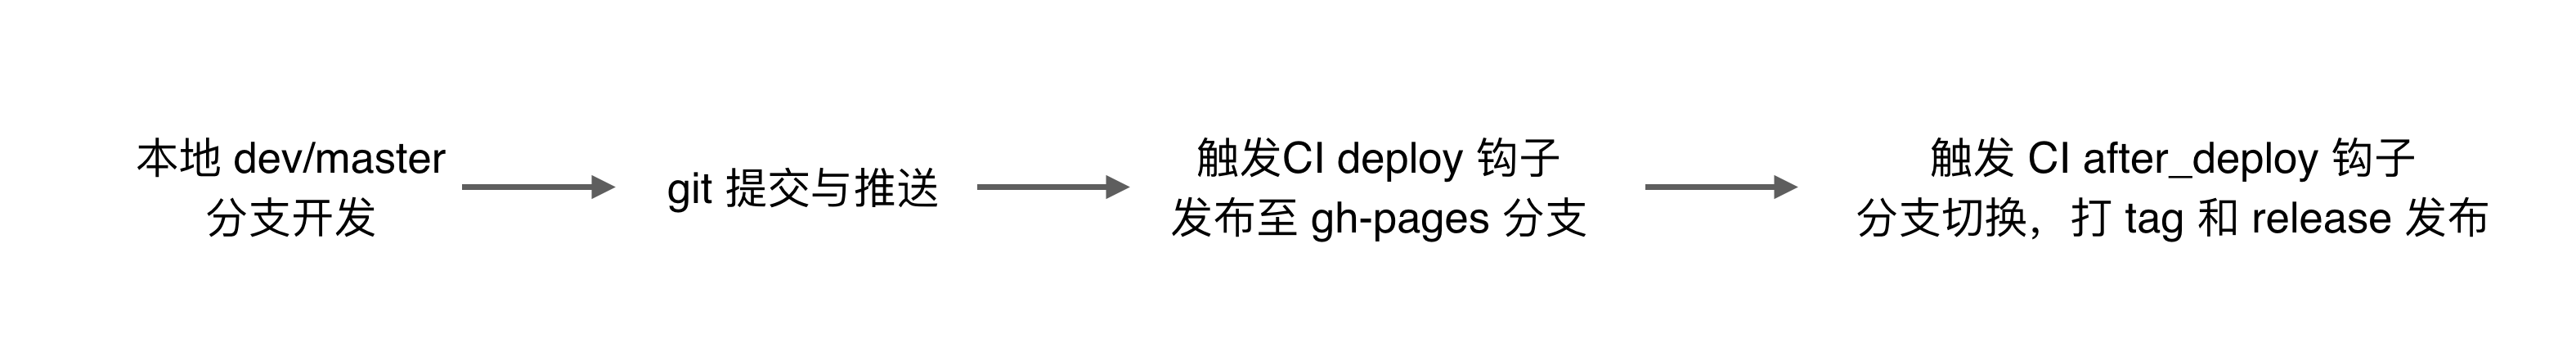 本地 dev/master
分支开发
git 提交与推送
触发CI deploy 钩子
发布至 gh-pages 分支
触发 CI after_deploy 钩子
分支切换，打 tag 和 release 发布